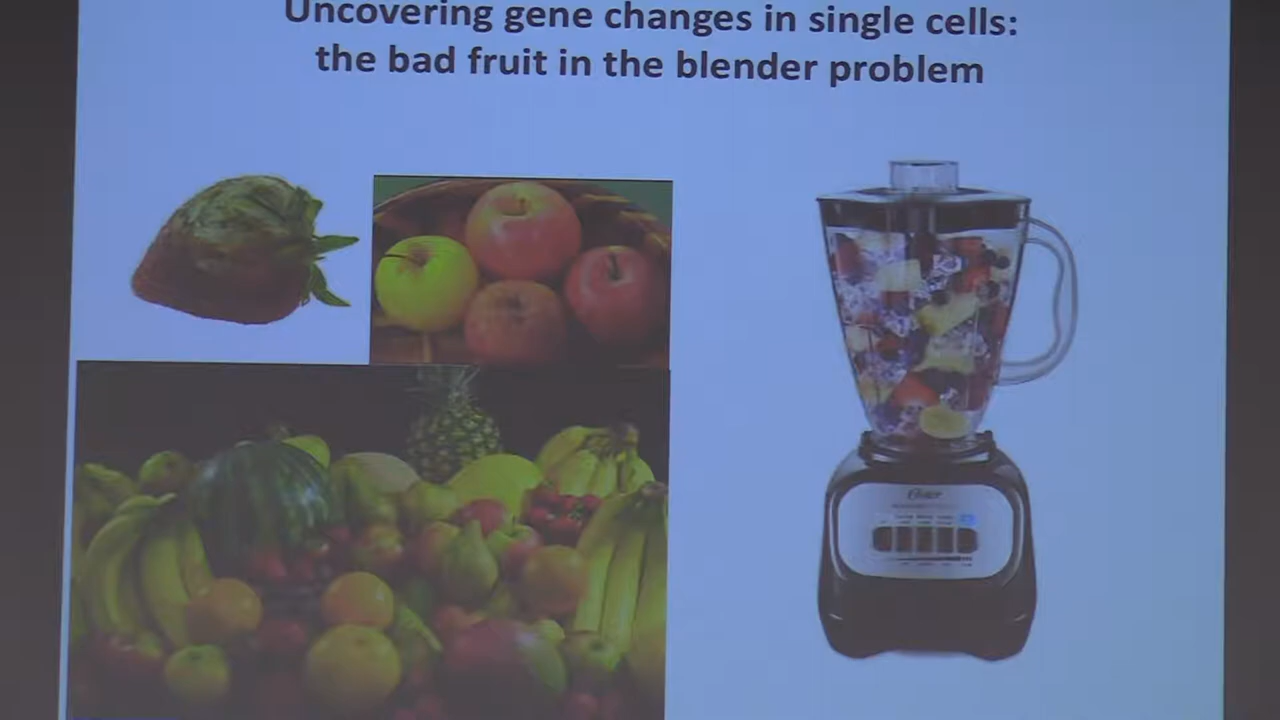 Uncovering gene changes in single cells:
the bad fruit in the blender problem
Oster